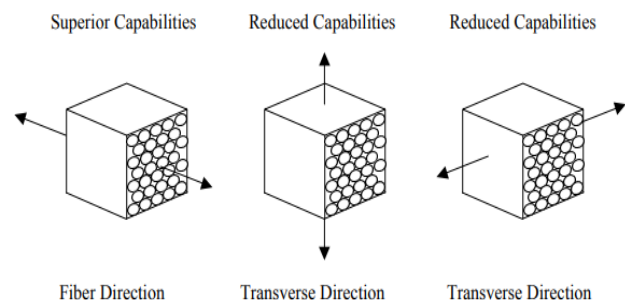 Superior Capabilities
Reduced Capabilities
Reduced Capabilities
Fiber Direction
Transverse Direction
Transverse Direction